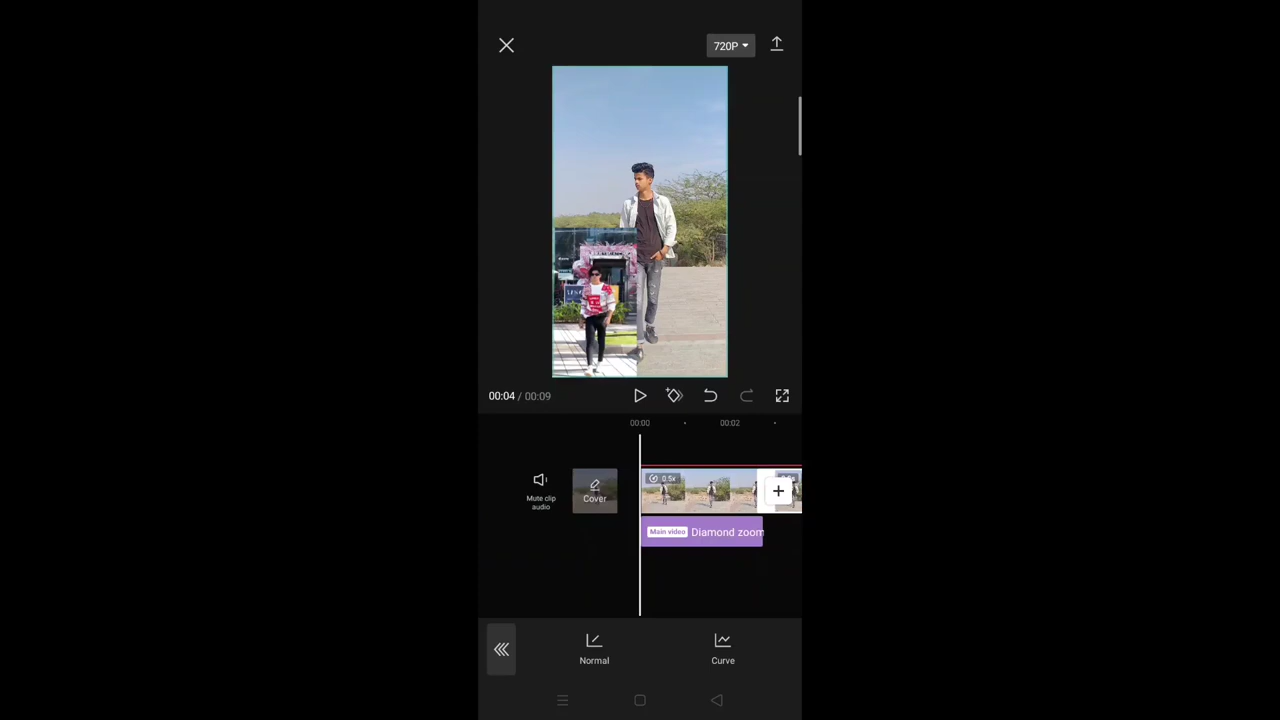 720P
00:04 / 00:09
00:00
00:02
Mute clip
audio
Cover
0.5x
Main video
Diamond zoom
Normal
Curve